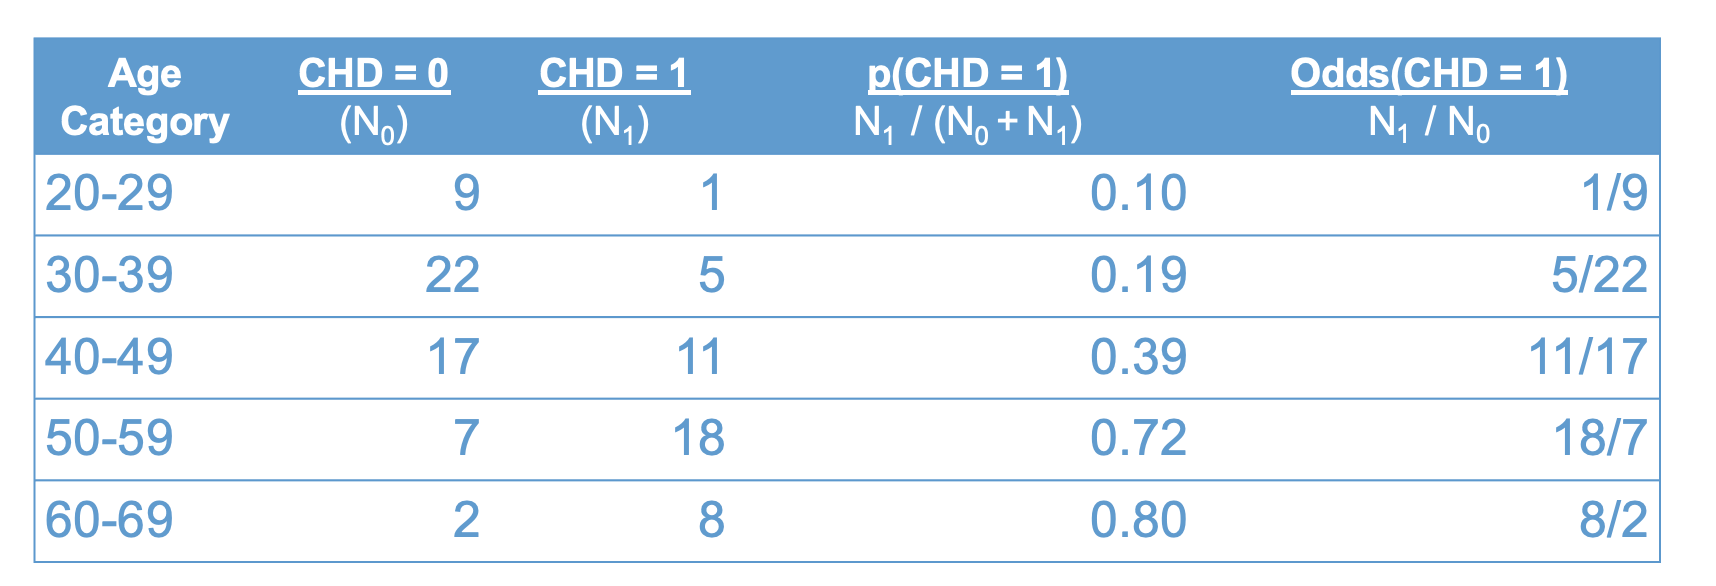 Age Category CHD = 0 (N₀) CHD = 1 (N₁) p(CHD = 1) N₁ / (N₀ + N₁) Odds(CHD = 1) N₁ / N₀
20-29 9 1 0.10 1/9
30-39 22 5 0.19 5/22
40-49 17 11 0.39 11/17
50-59 7 18 0.72 18/7
60-69 2 8 0.80 8/2